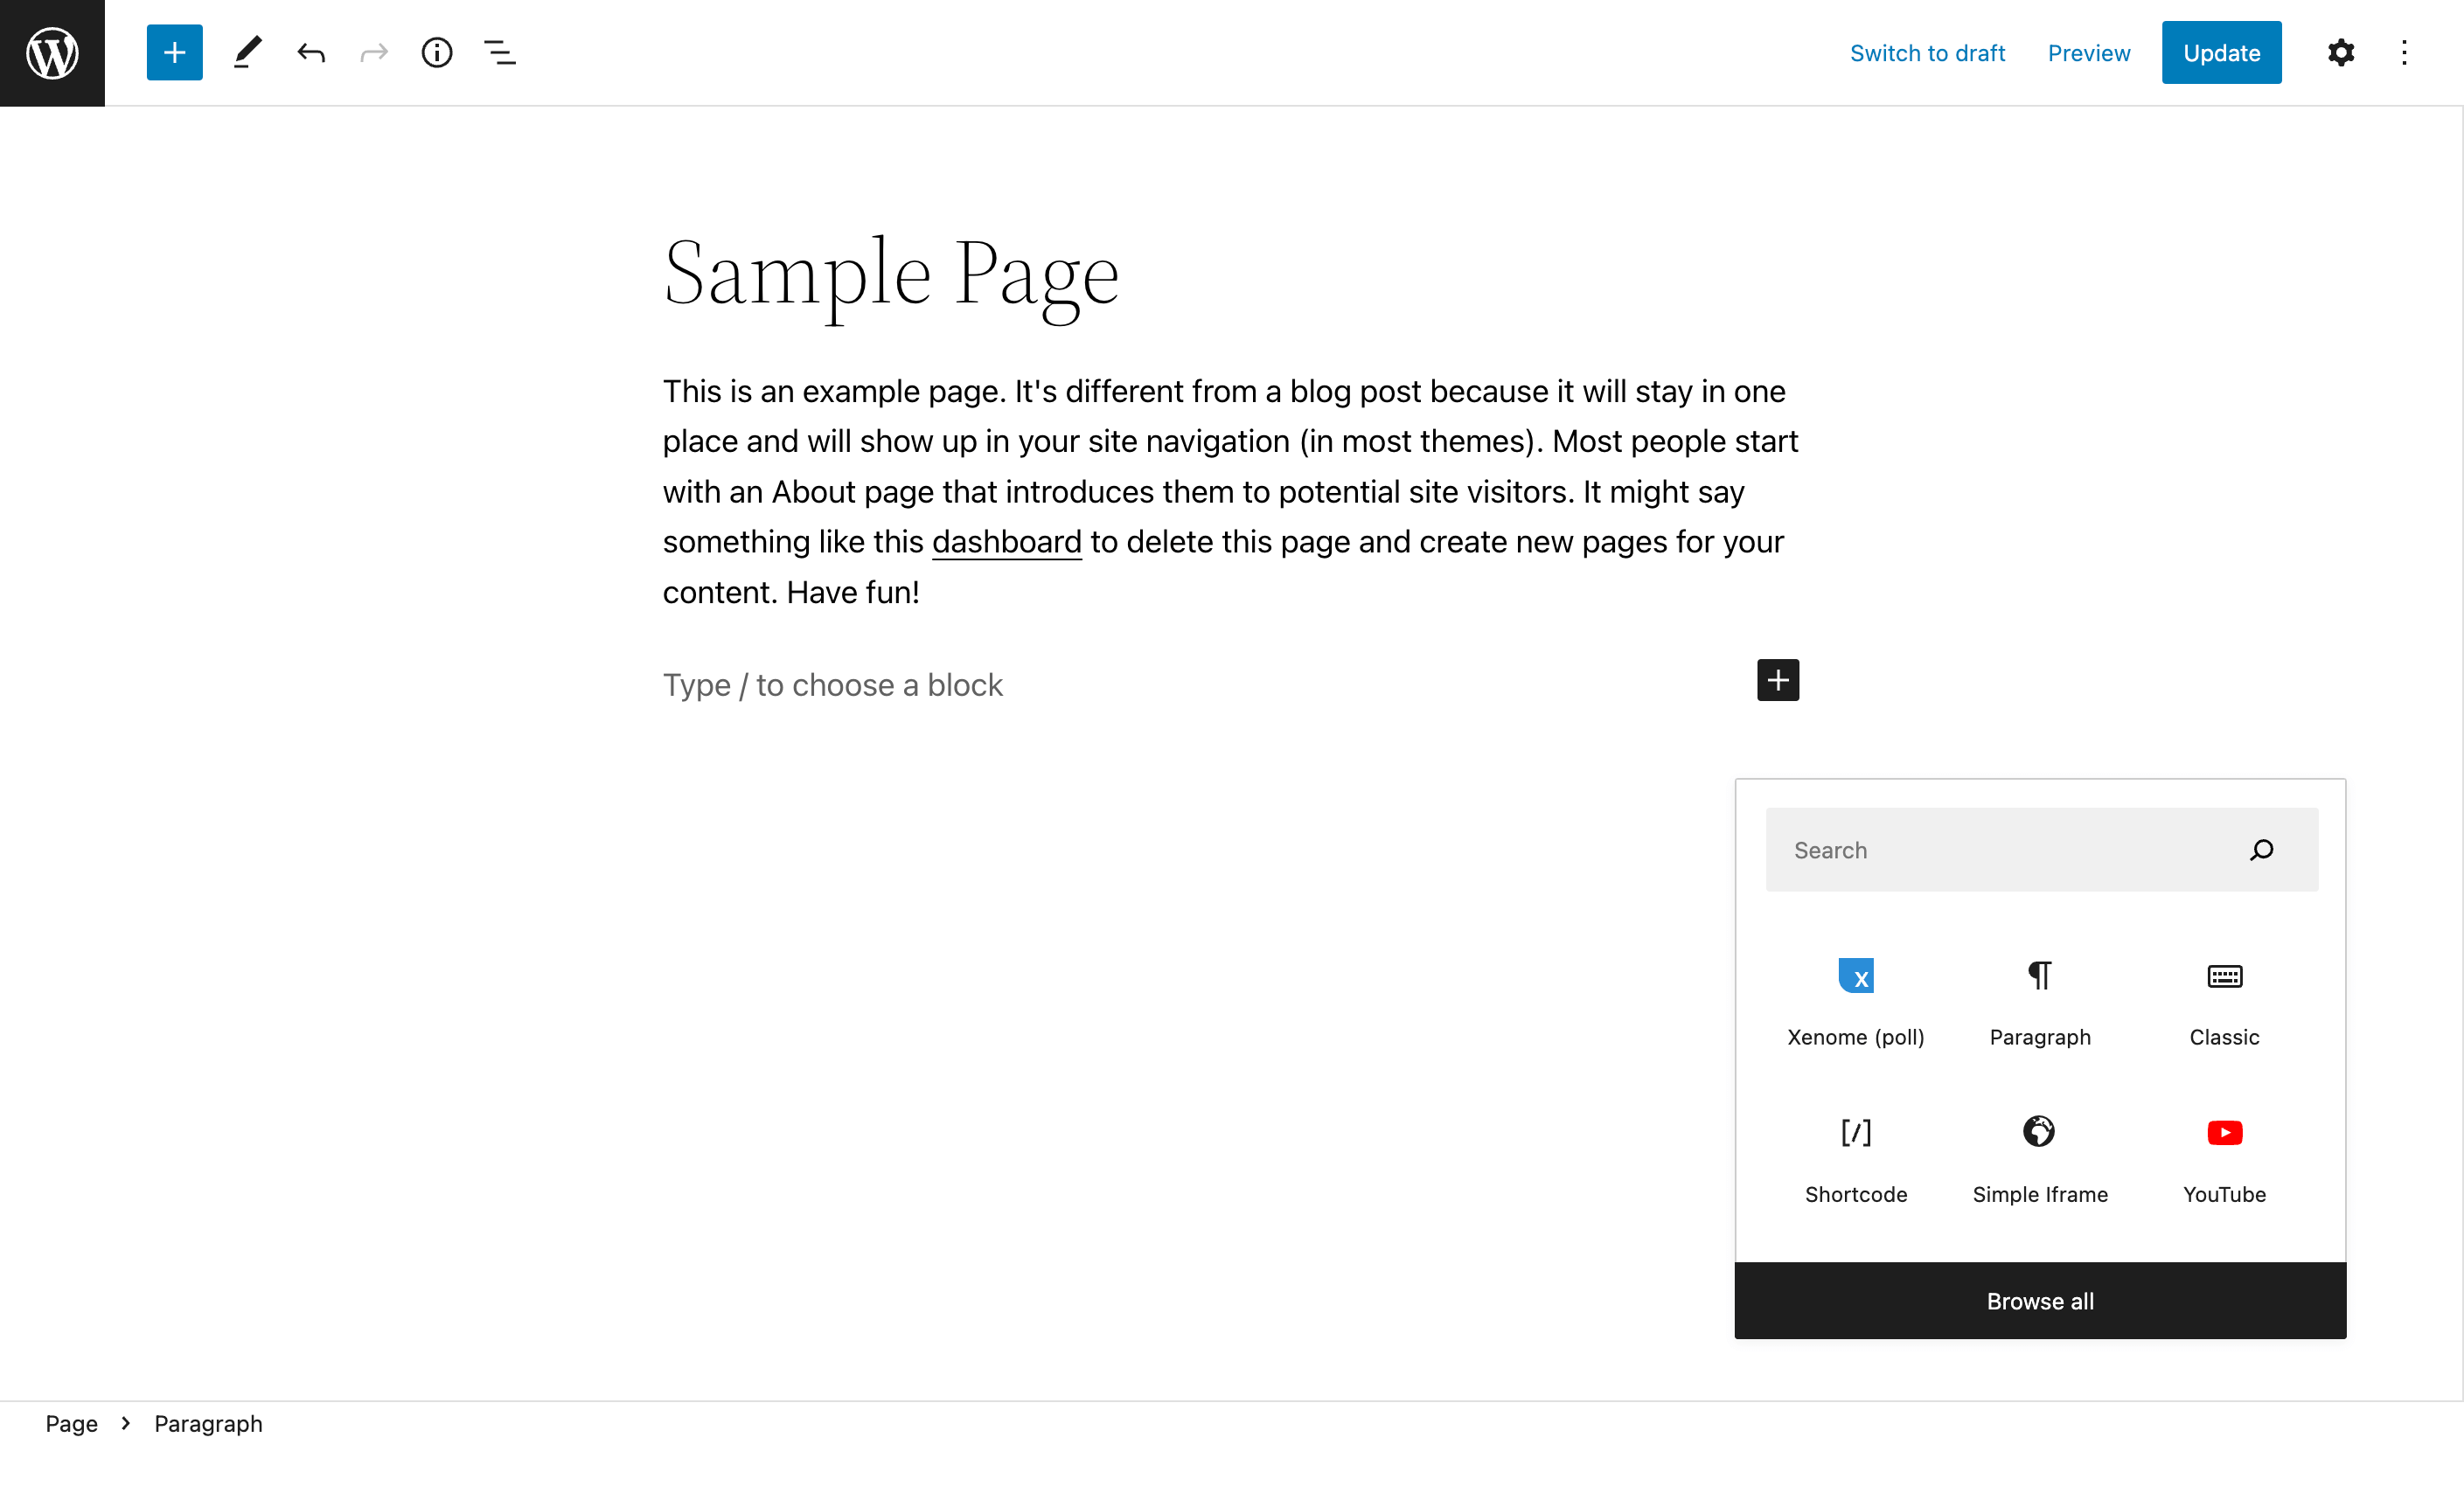 Switch to draft Preview Update
Sample Page
This is an example page. It's different from a blog post because it will stay in one
place and will show up in your site navigation (in most themes). Most people start
with an About page that introduces them to potential site visitors. It might say
something like this dashboard to delete this page and create new pages for your
content. Have fun!
Type / to choose a block
Search
Xenome (poll) Paragraph Classic
Shortcode Simple Iframe YouTube
Browse all
Page › Paragraph